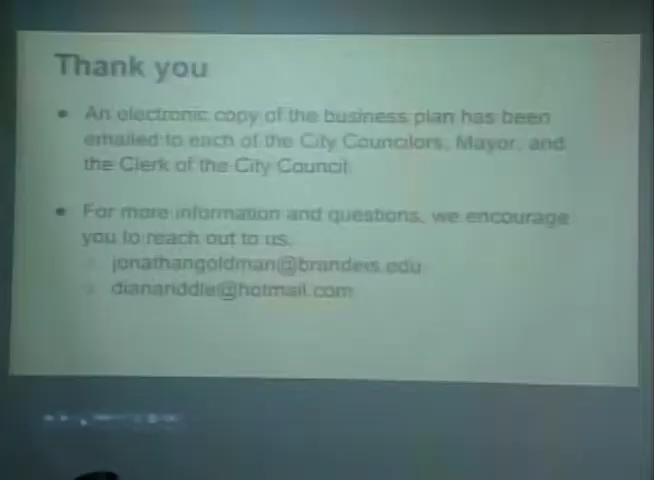 Thank you
• An electronic copy of the business plan has been
emailed to each of the City Councilors, Mayor, and
the Clerk of the City Council.
• For more information and questions, we encourage
you to reach out to us.
○ jonathangoldman@brandeis.edu
○ dianariddle@hotmail.com